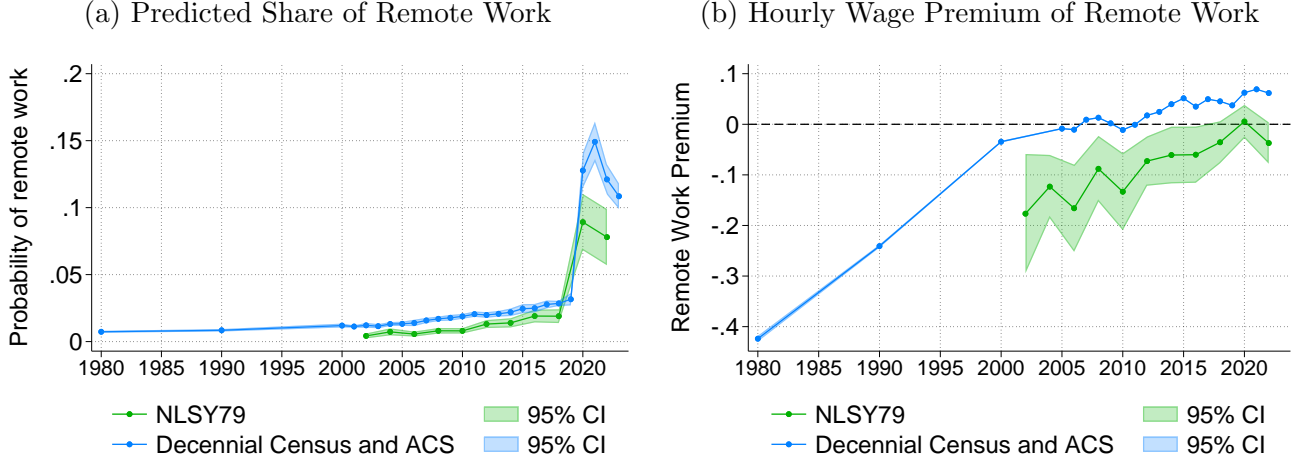 (a) Predicted Share of Remote Work
Probability of remote work
.2
.15
.1
.05
0
1980 1985 1990 1995 2000 2005 2010 2015 2020
NLSY79 95% CI
Decennial Census and ACS 95% CI
(b) Hourly Wage Premium of Remote Work
Remote Work Premium
.1
0
-.1
-.2
-.3
-.4
1980 1985 1990 1995 2000 2005 2010 2015 2020
NLSY79 95% CI
Decennial Census and ACS 95% CI